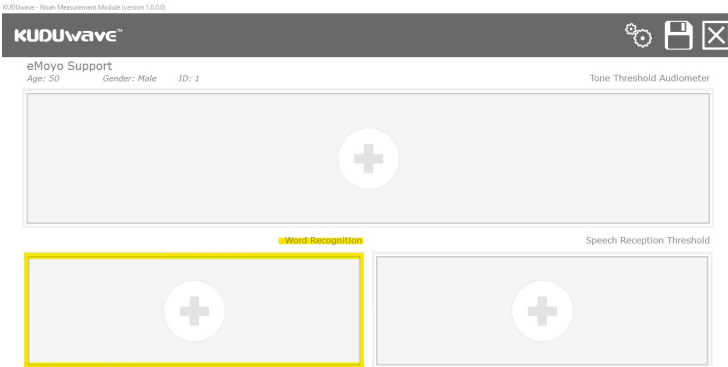 KUDUwave - Noah Measurement Module (version 1.0.0.0)
KUDUwave™
eMoyo Support
Age: 50 Gender: Male ID: 1 Tone Threshold Audiometer
Word Recognition Speech Reception Threshold